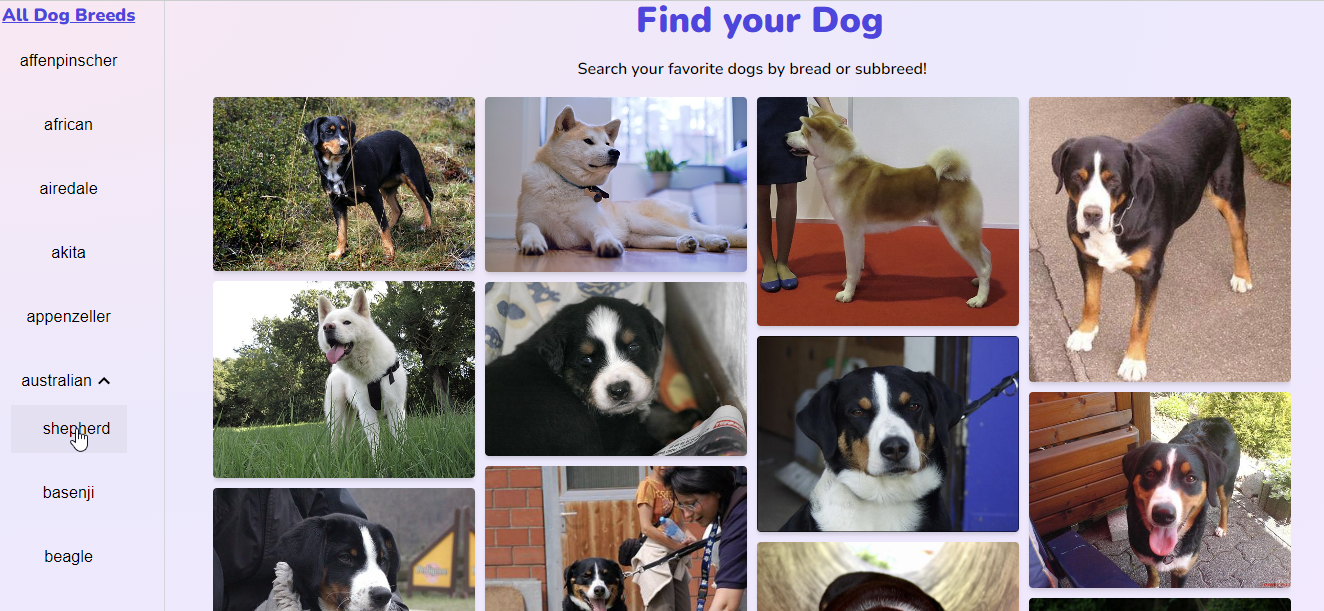 All Dog Breeds
affenpinscher
african
airedale
akita
appenzeller
australian
shepherd
basenji
beagle
Find your Dog
Search your favorite dogs by bread or subbreed!